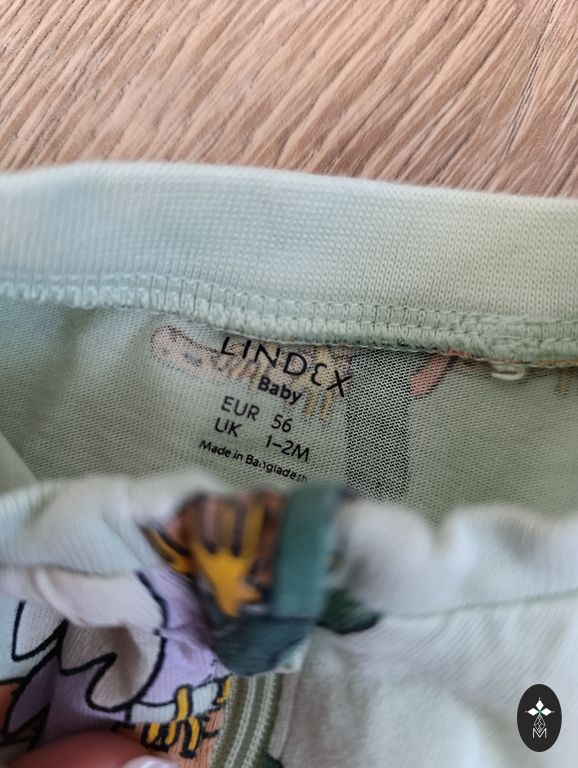 LINDEX
Baby
EUR 56
UK 1-2M
Made in Bangladesh
M